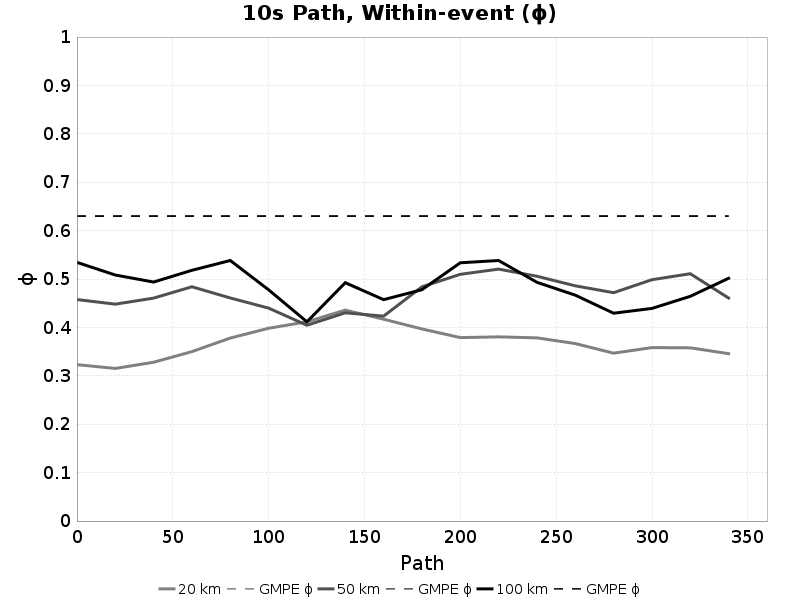 10s Path, Within-event (ϕ)
1
0.9
0.8
0.7
0.6
0.5
0.4
0.3
0.2
0.1
0
ϕ
0 50 100 150 200 250 300 350
Path
20 km GMPE ϕ 50 km GMPE ϕ 100 km GMPE ϕ